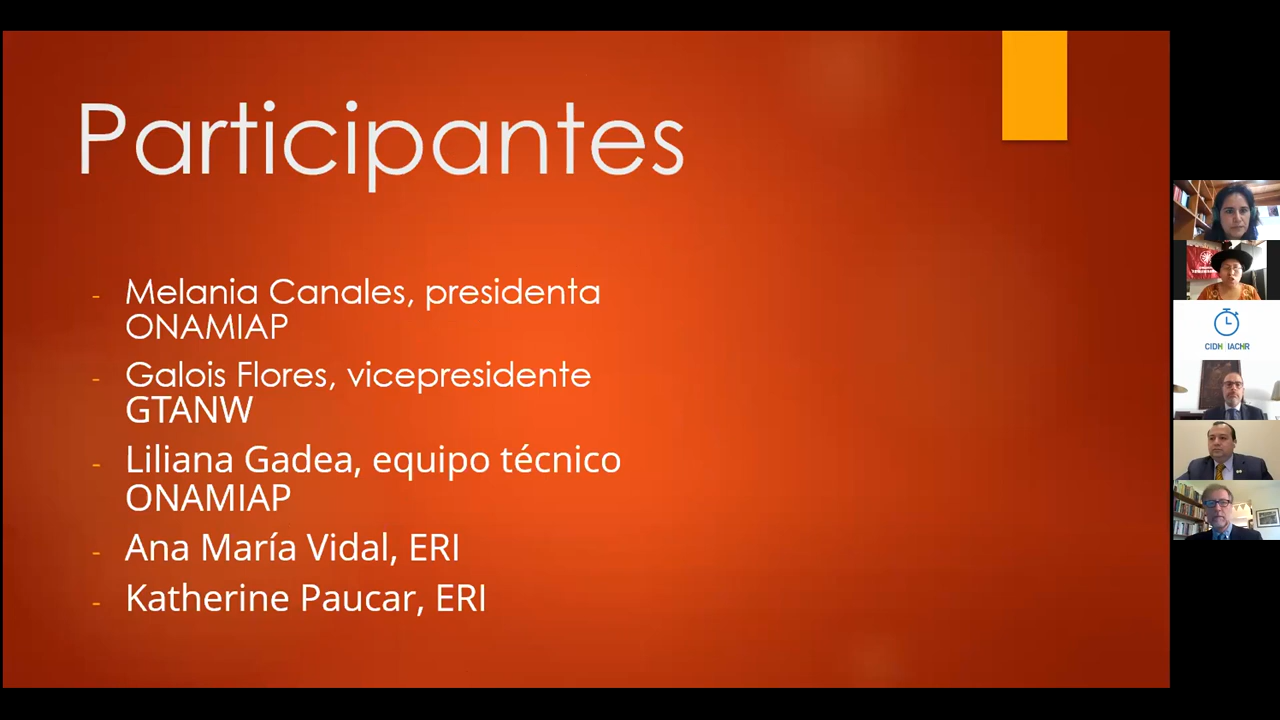 Participantes
- Melania Canales, presidenta
ONAMIAP
- Galois Flores, vicepresidente
GTANW
- Liliana Gadea, equipo técnico
ONAMIAP
- Ana María Vidal, ERI
- Katherine Paucar, ERI
CIDH IACHR